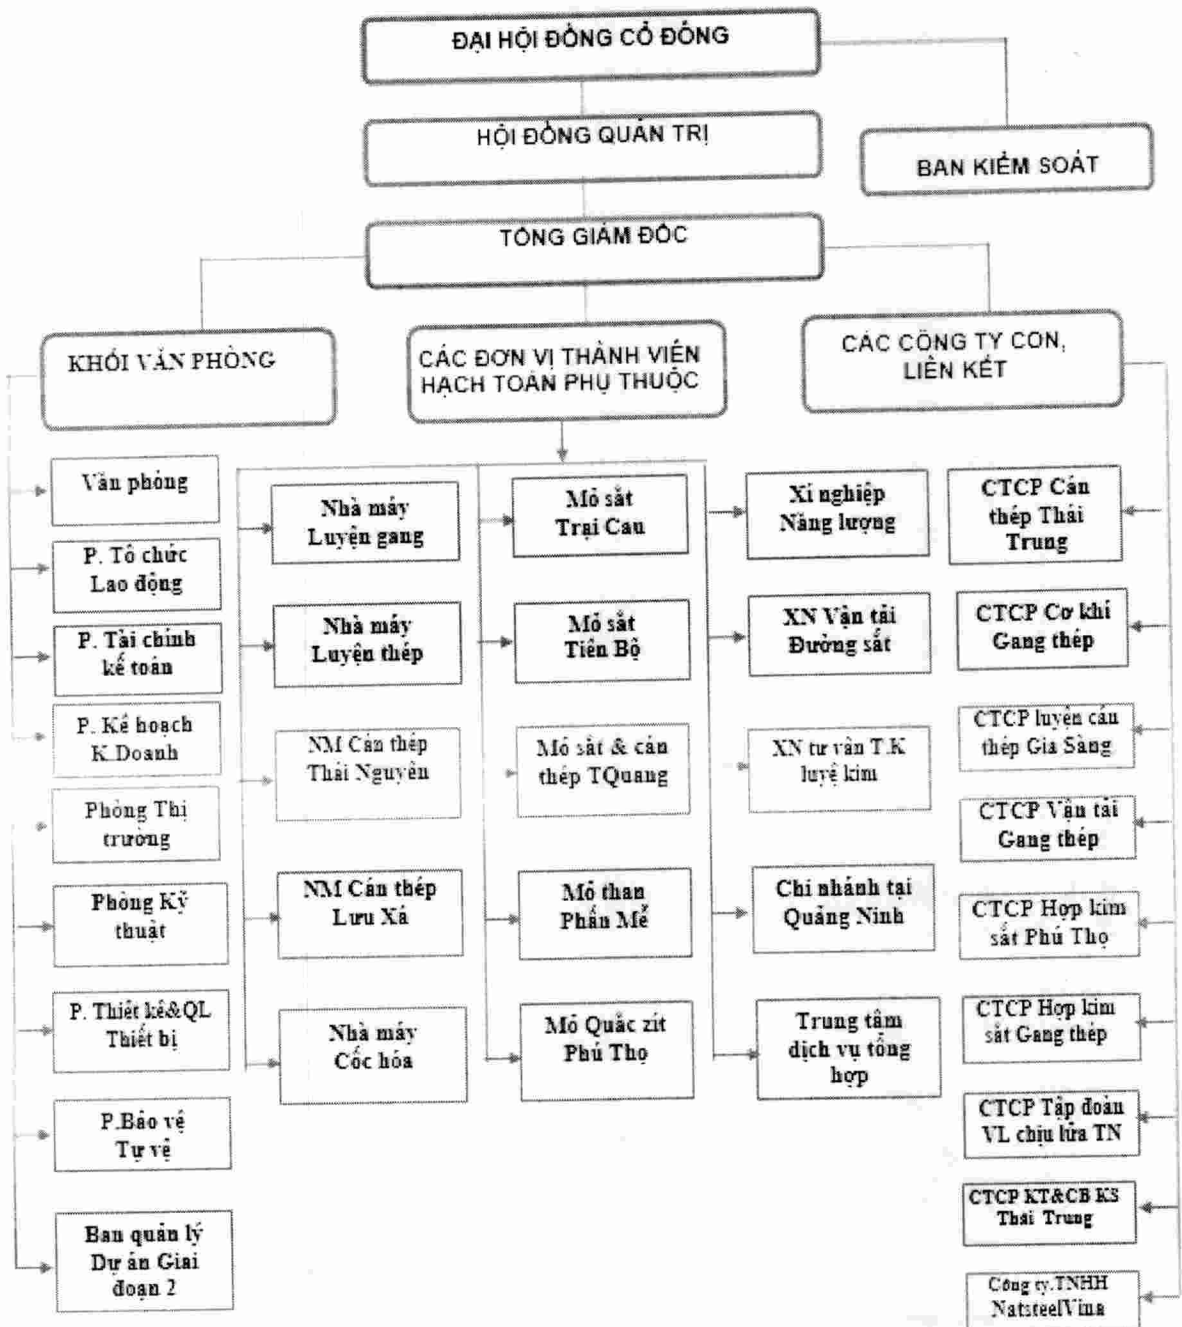 ĐẠI HỘI ĐỒNG CỔ ĐÔNG
HỘI ĐỒNG QUẢN TRỊ
BAN KIỂM SOÁT
TỔNG GIÁM ĐỐC
KHỐI VĂN PHÒNG
CÁC ĐƠN VỊ THÀNH VIÊN
HẠCH TOÁN PHỤ THUỘC
CÁC CÔNG TY CON,
LIÊN KẾT
Văn phòng
P. Tổ chức
Lao động
P. Tài chính
kế toán
P. Kế hoạch
K.Doanh
Phòng Thị
trường
Phòng Kỹ
thuật
P. Thiết kế&QL
Thiết bị
P.Bảo vệ
Tự vệ
Ban quản lý
Dự án Giai
đoạn 2
Nhà máy
Luyện gang
Nhà máy
Luyện thép
NM Cán thép
Thái Nguyên
NM Cán thép
Lưu Xá
Nhà máy
Cốc hóa
Mỏ sắt
Trại Cau
Mỏ sắt
Tiến Bộ
Mỏ sắt & cán
thép TQuang
Mỏ than
Phấn Mễ
Mỏ Quắc zit
Phú Thọ
Xí nghiệp
Năng lượng
XN Vận tải
Đường sắt
XN tư vấn T.K
luyệ kim
Chi nhánh tại
Quảng Ninh
Trung tâm
dịch vụ tổng
hợp
CTCP Cán
thép Thái
Trung
CTCP Cơ khí
Gang thép
CTCP luyện cán
thép Gia Sàng
CTCP Vận tải
Gang thép
CTCP Hợp kim
sắt Phú Thọ
CTCP Hợp kim
sắt Gang thép
CTCP Tập đoàn
VL chịu lửa TN
CTCP KT&CB KS
Thái Trung
Công ty.TNHH
NatsteelVina